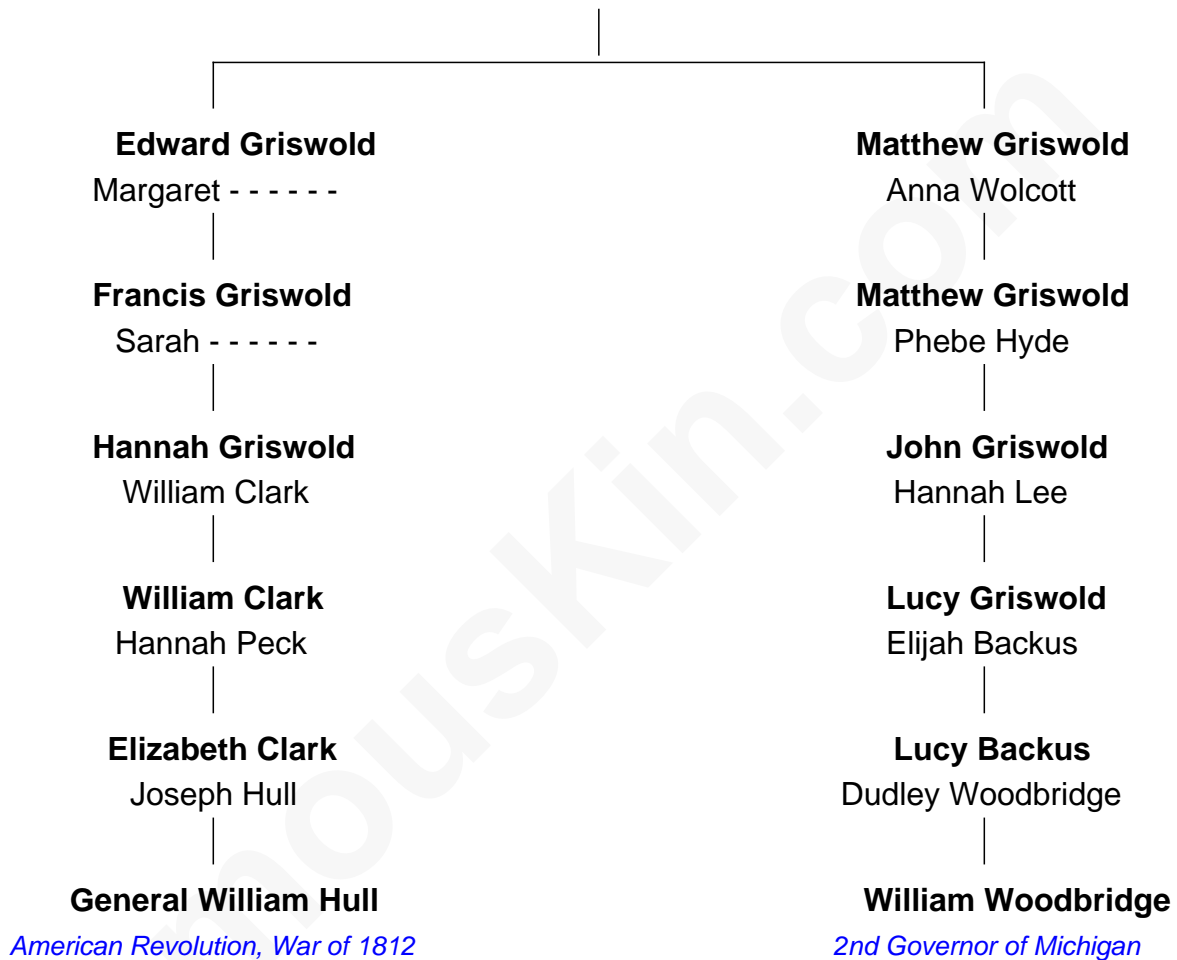 Edward Griswold
Margaret - - - - - -
Francis Griswold
Sarah - - - - - -
Hannah Griswold
William Clark
William Clark
Hannah Peck
Elizabeth Clark
Joseph Hull
General William Hull
American Revolution, War of 1812
Matthew Griswold
Anna Wolcott
Matthew Griswold
Phebe Hyde
John Griswold
Hannah Lee
Lucy Griswold
Elijah Backus
Lucy Backus
Dudley Woodbridge
William Woodbridge
2nd Governor of Michigan
mousKin.com